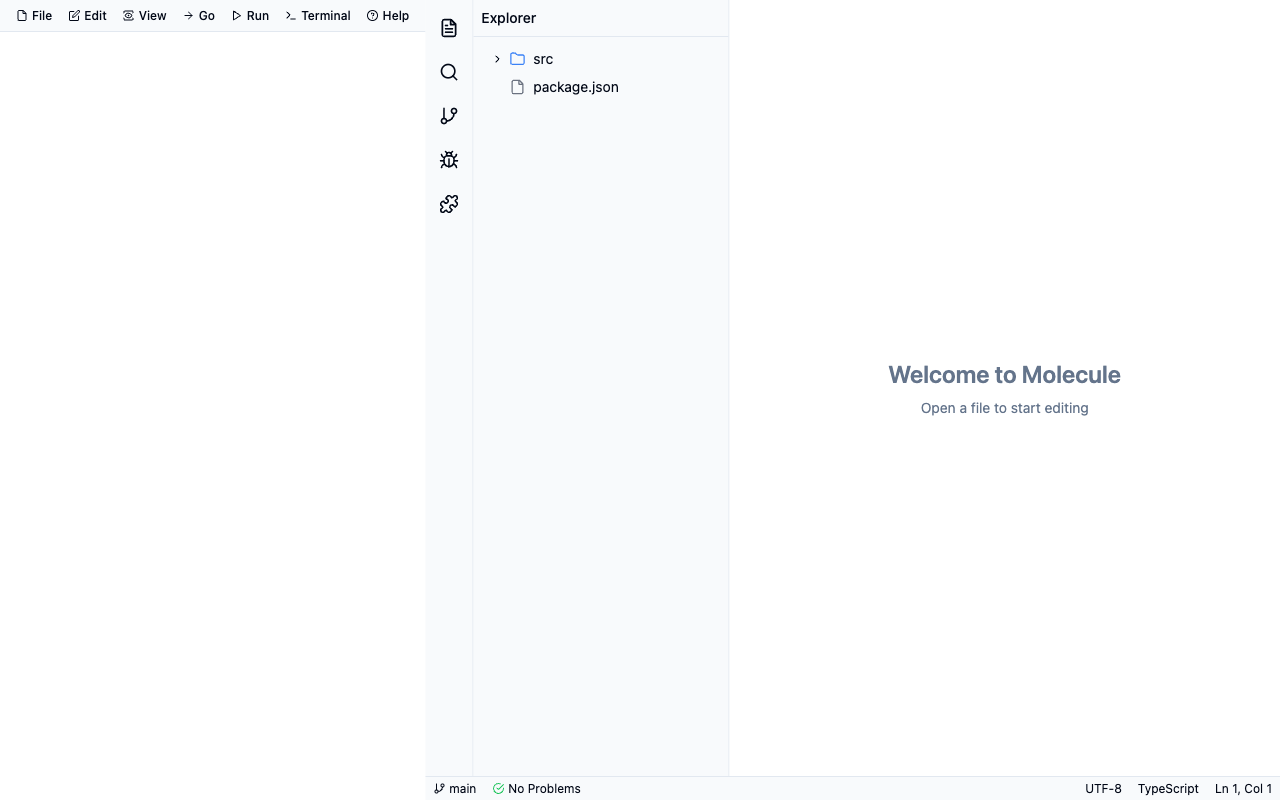 File Edit View Go Run Terminal Help
Explorer
src
package.json
Welcome to Molecule
Open a file to start editing
main No Problems UTF-8 TypeScript Ln 1, Col 1